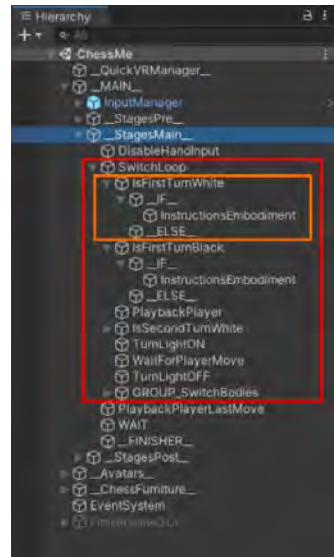 Hierarchy
All
ChessMe
_QuickVRManager_
_MAIN_
InputManager
_StagesPre_
_StagesMain_
DisableHandInput
SwitchLoop
IsFirstTurnWhite
_IF_
InstructionsEmbodiment
_ELSE_
IsFirstTurnBlack
_IF_
InstructionsEmbodiment
_ELSE_
PlaybackPlayer
IsSecondTurnWhite
TurnLightON
WaitForPlayerMove
TurnLightOFF
GROUP_SwitchBodies
PlaybackPlayerLastMove
WAIT
_FINISHER_
_StagesPost_
_Avatars_
_ChessFurniture_
EventSystem